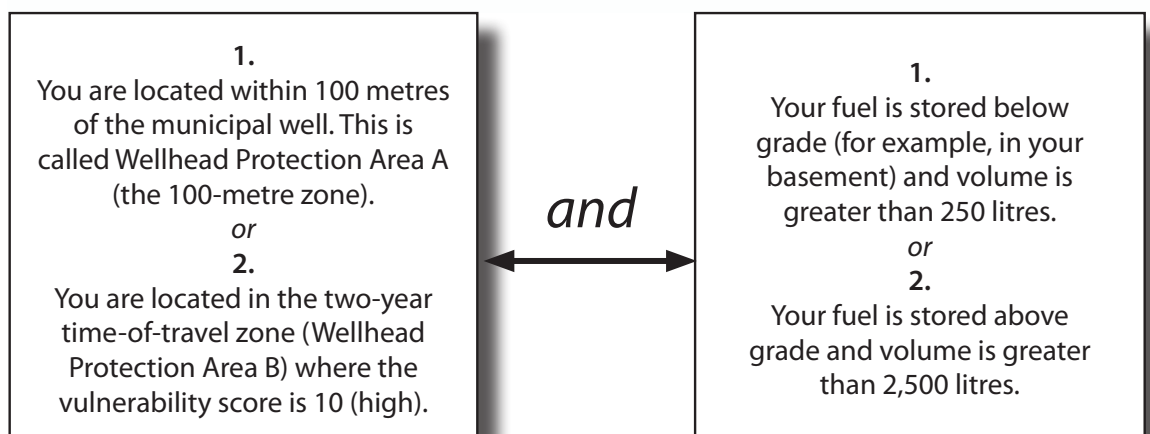 1.
You are located within 100 metres
of the municipal well. This is
called Wellhead Protection Area A
(the 100-metre zone).
or
2.
You are located in the two-year
time-of-travel zone (Wellhead
Protection Area B) where the
vulnerability score is 10 (high).
and
1.
Your fuel is stored below
grade (for example, in your
basement) and volume is
greater than 250 litres.
or
2.
Your fuel is stored above
grade and volume is greater
than 2,500 litres.